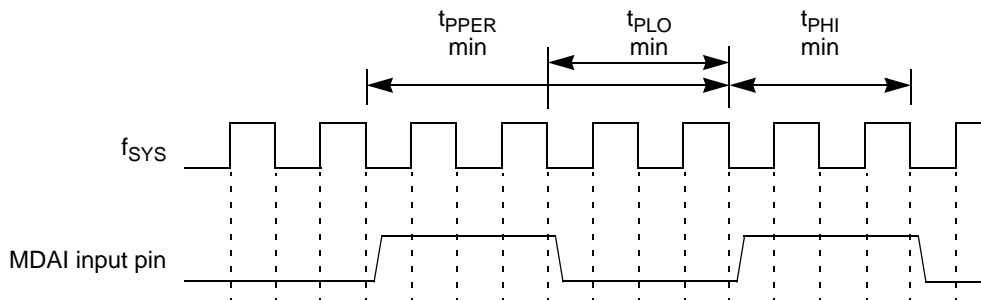 tPPER
min
tPLO
min
tPHI
min
fSYS
MDAI input pin